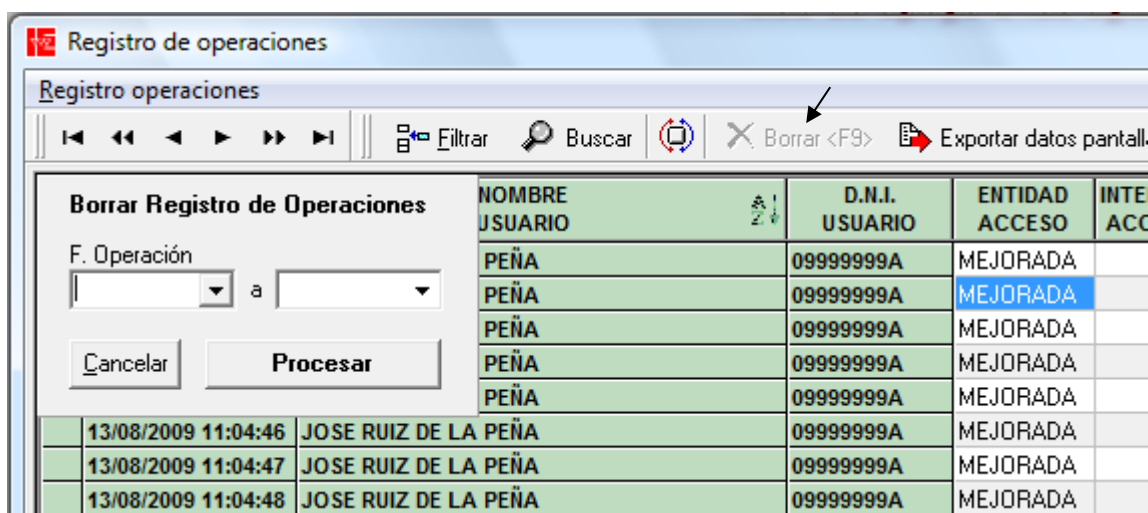 Registro de operaciones
Registro operaciones
Filtrar Buscar Borrar <F9> Exportar datos pantall
Borrar Registro de Operaciones
F. Operación
a
Cancelar Procesar
NOMBRE USUARIO D.N.I. USUARIO ENTIDAD ACCESO INTE ACC
PEÑA 09999999A MEJORADA
PEÑA 09999999A MEJORADA
PEÑA 09999999A MEJORADA
PEÑA 09999999A MEJORADA
PEÑA 09999999A MEJORADA
13/08/2009 11:04:46 JOSE RUIZ DE LA PEÑA 09999999A MEJORADA
13/08/2009 11:04:47 JOSE RUIZ DE LA PEÑA 09999999A MEJORADA
13/08/2009 11:04:48 JOSE RUIZ DE LA PEÑA 09999999A MEJORADA